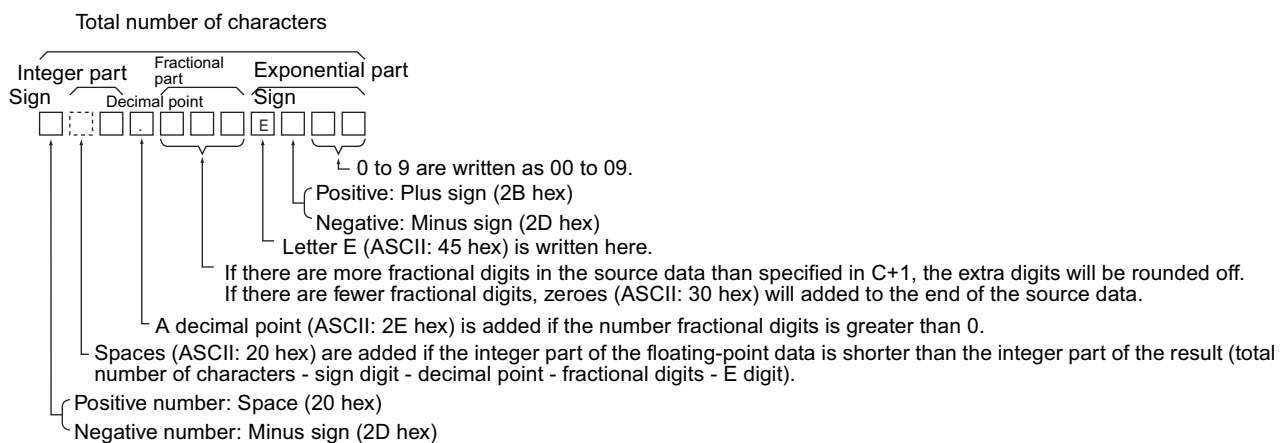 Total number of characters
Integer part
Fractional part
Exponential part
Sign
Decimal point
Sign
.
E
0 to 9 are written as 00 to 09.
Positive: Plus sign (2B hex)
Negative: Minus sign (2D hex)
Letter E (ASCII: 45 hex) is written here.
If there are more fractional digits in the source data than specified in C+1, the extra digits will be rounded off.
If there are fewer fractional digits, zeroes (ASCII: 30 hex) will added to the end of the source data.
A decimal point (ASCII: 2E hex) is added if the number fractional digits is greater than 0.
Spaces (ASCII: 20 hex) are added if the integer part of the floating-point data is shorter than the integer part of the result (total
number of characters - sign digit - decimal point - fractional digits - E digit).
Positive number: Space (20 hex)
Negative number: Minus sign (2D hex)